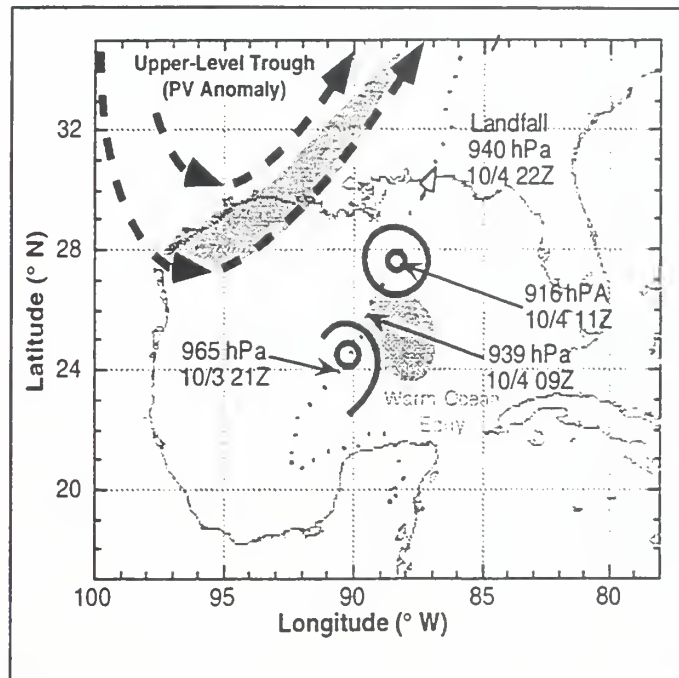 Upper-Level Trough
(PV Anomaly)
Landfall
940 hPa
10/4 22Z
916 hPA
10/4 11Z
965 hPa
10/3 21Z
939 hPa
10/4 09Z
Warm Ocean
Eddy
Latitude (° N)
32
28
24
20
100
95
90
85
80
Longitude (° W)